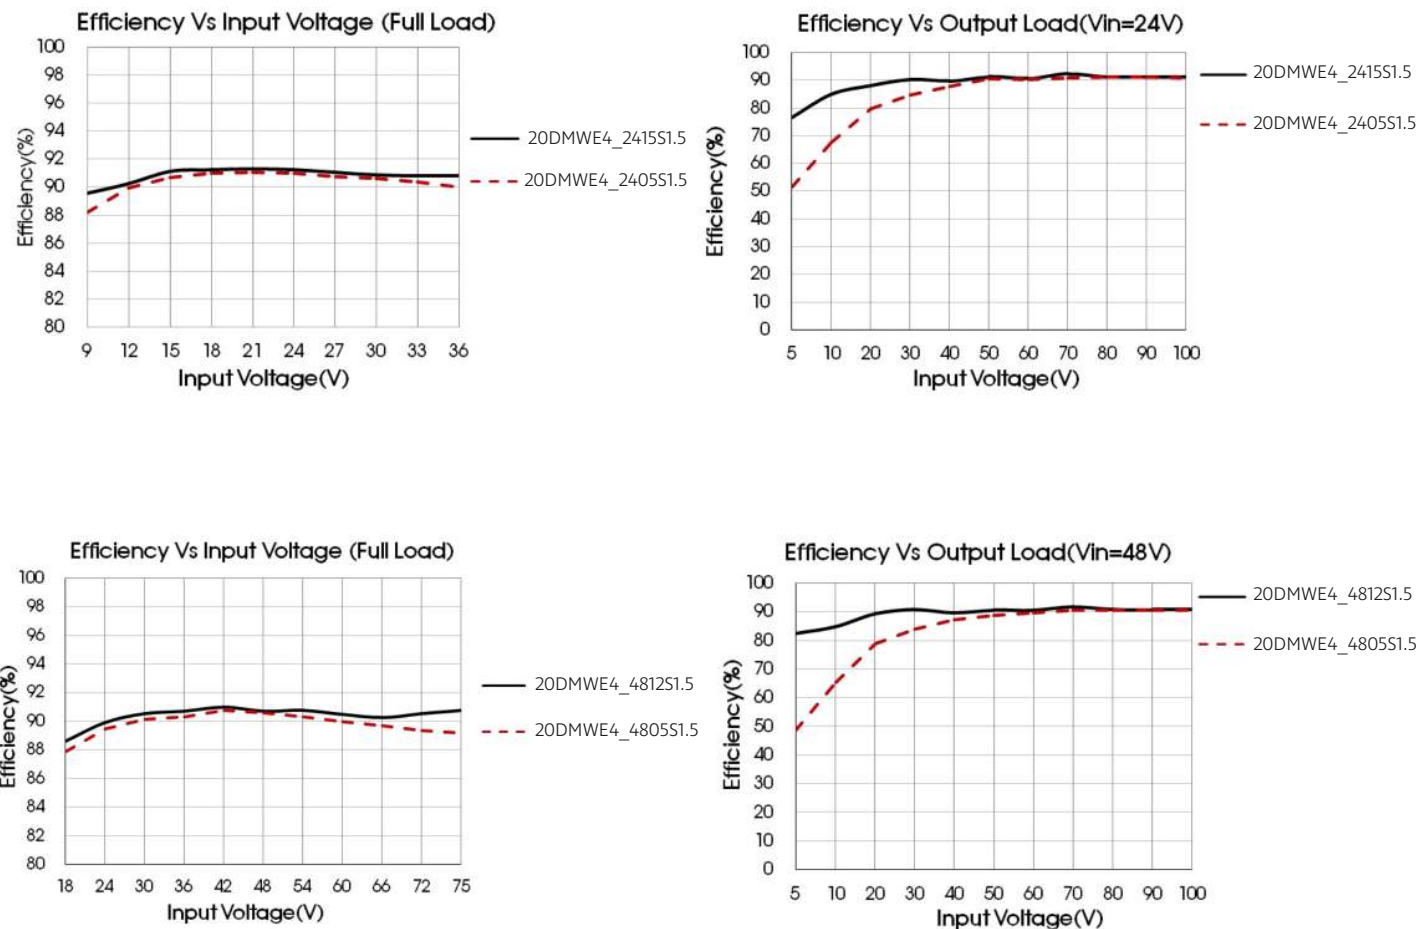 Efficiency Vs Input Voltage (Full Load)
100
98
96
94
92
90
88
86
84
82
80
Efficiency(%)
9 12 15 18 21 24 27 30 33 36
Input Voltage(V)
20DMWE4_2415S1.5
20DMWE4_2405S1.5
Efficiency Vs Output Load(Vin=24V)
100
90
80
70
60
50
40
30
20
10
0
Efficiency(%)
5 10 20 30 40 50 60 70 80 90 100
Input Voltage(V)
20DMWE4_2415S1.5
20DMWE4_2405S1.5
Efficiency Vs Input Voltage (Full Load)
100
98
96
94
92
90
88
86
84
82
80
Efficiency(%)
18 24 30 36 42 48 54 60 66 72 75
Input Voltage(V)
20DMWE4_4812S1.5
20DMWE4_4805S1.5
Efficiency Vs Output Load(Vin=48V)
100
90
80
70
60
50
40
30
20
10
0
Efficiency(%)
5 10 20 30 40 50 60 70 80 90 100
Input Voltage(V)
20DMWE4_4812S1.5
20DMWE4_4805S1.5